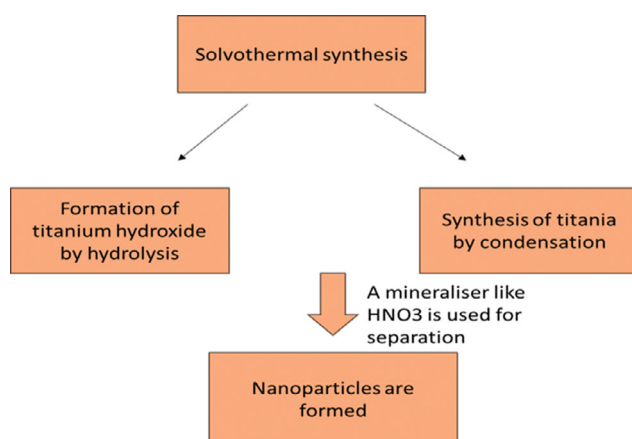 Solvothermal synthesis
Formation of
titanium hydroxide
by hydrolysis
Synthesis of titania
by condensation
A mineraliser like
HNO3 is used for
separation
Nanoparticles are
formed